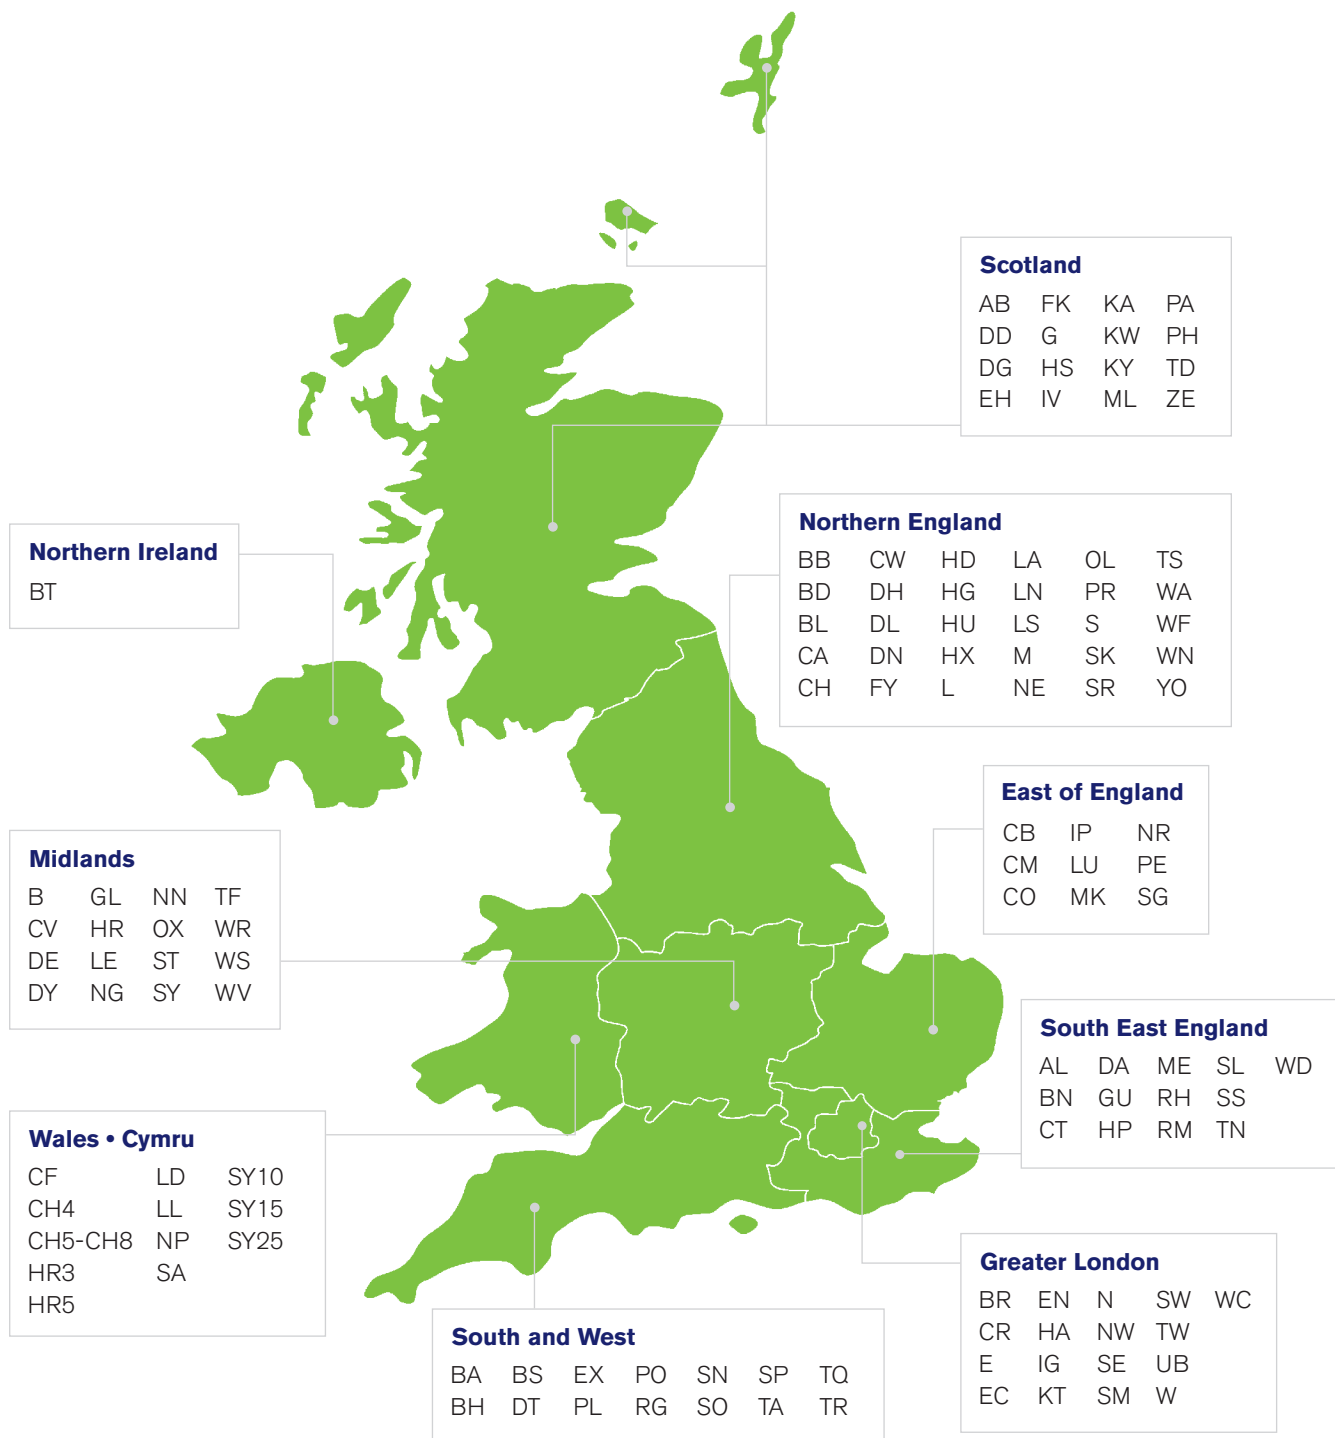 Scotland
AB FK KA PA
DD G KW PH
DG HS KY TD
EH IV ML ZE
Northern England
BB CW HD LA OL TS
BD DH HG LN PR WA
BL DL HU LS S WF
CA DN HX M SK WN
CH FY L NE SR YO
Northern Ireland
BT
East of England
CB IP NR
CM LU PE
CO MK SG
Midlands
B GL NN TF
CV HR OX WR
DE LE ST WS
DY NG SY WV
South East England
AL DA ME SL WD
BN GU RH SS
CT HP RM TN
Wales • Cymru
CF LD SY10
CH4 LL SY15
CH5-CH8 NP SY25
HR3 SA
HR5
Greater London
BR EN N SW WC
CR HA NW TW
E IG SE UB
EC KT SM W
South and West
BA BS EX PO SN SP TQ
BH DT PL RG SO TA TR